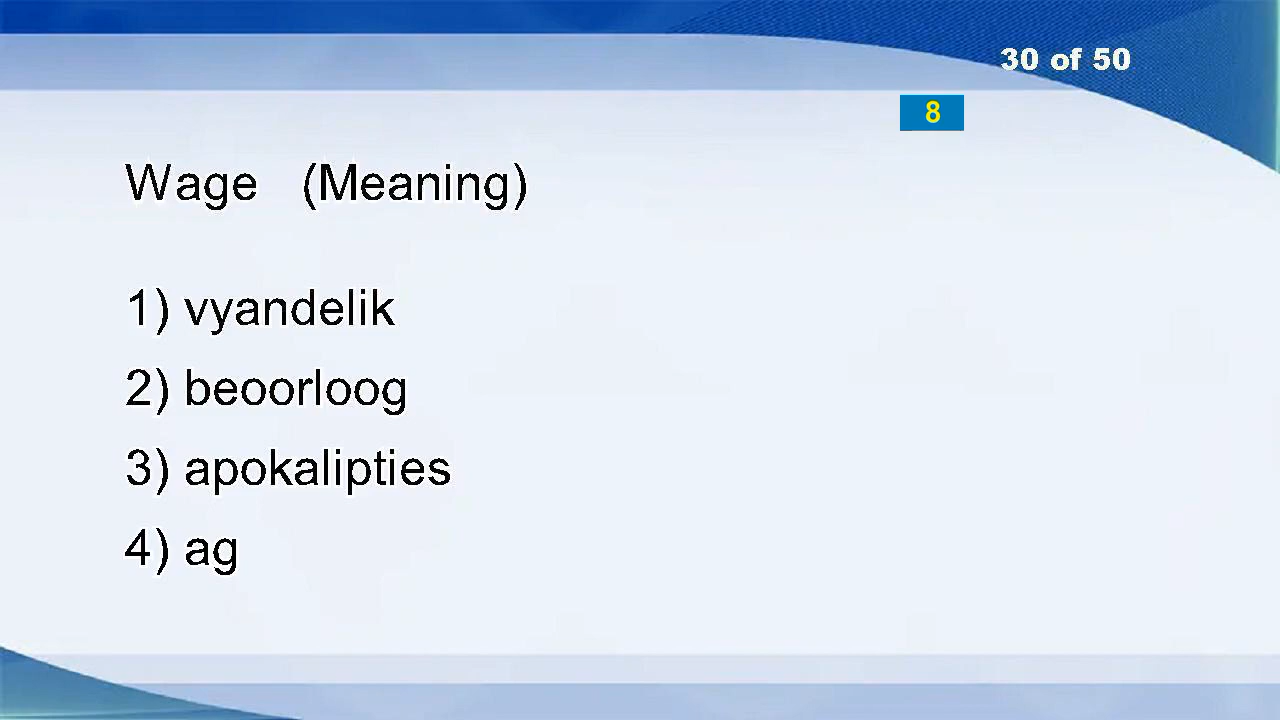 30 of 50
8
Wage (Meaning)
1) vyandelik
2) beoorloog
3) apokalipties
4) ag